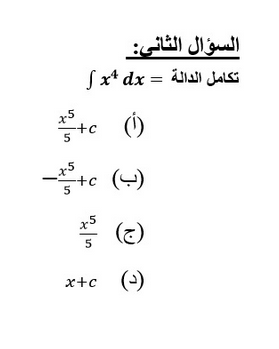 السؤال الثاني:
تكامل الدالة = ∫ x⁴ dx
(أ) x⁵/5 +c
(ب) −x⁵/5 +c
(ج) x⁵/5
(د) x+c